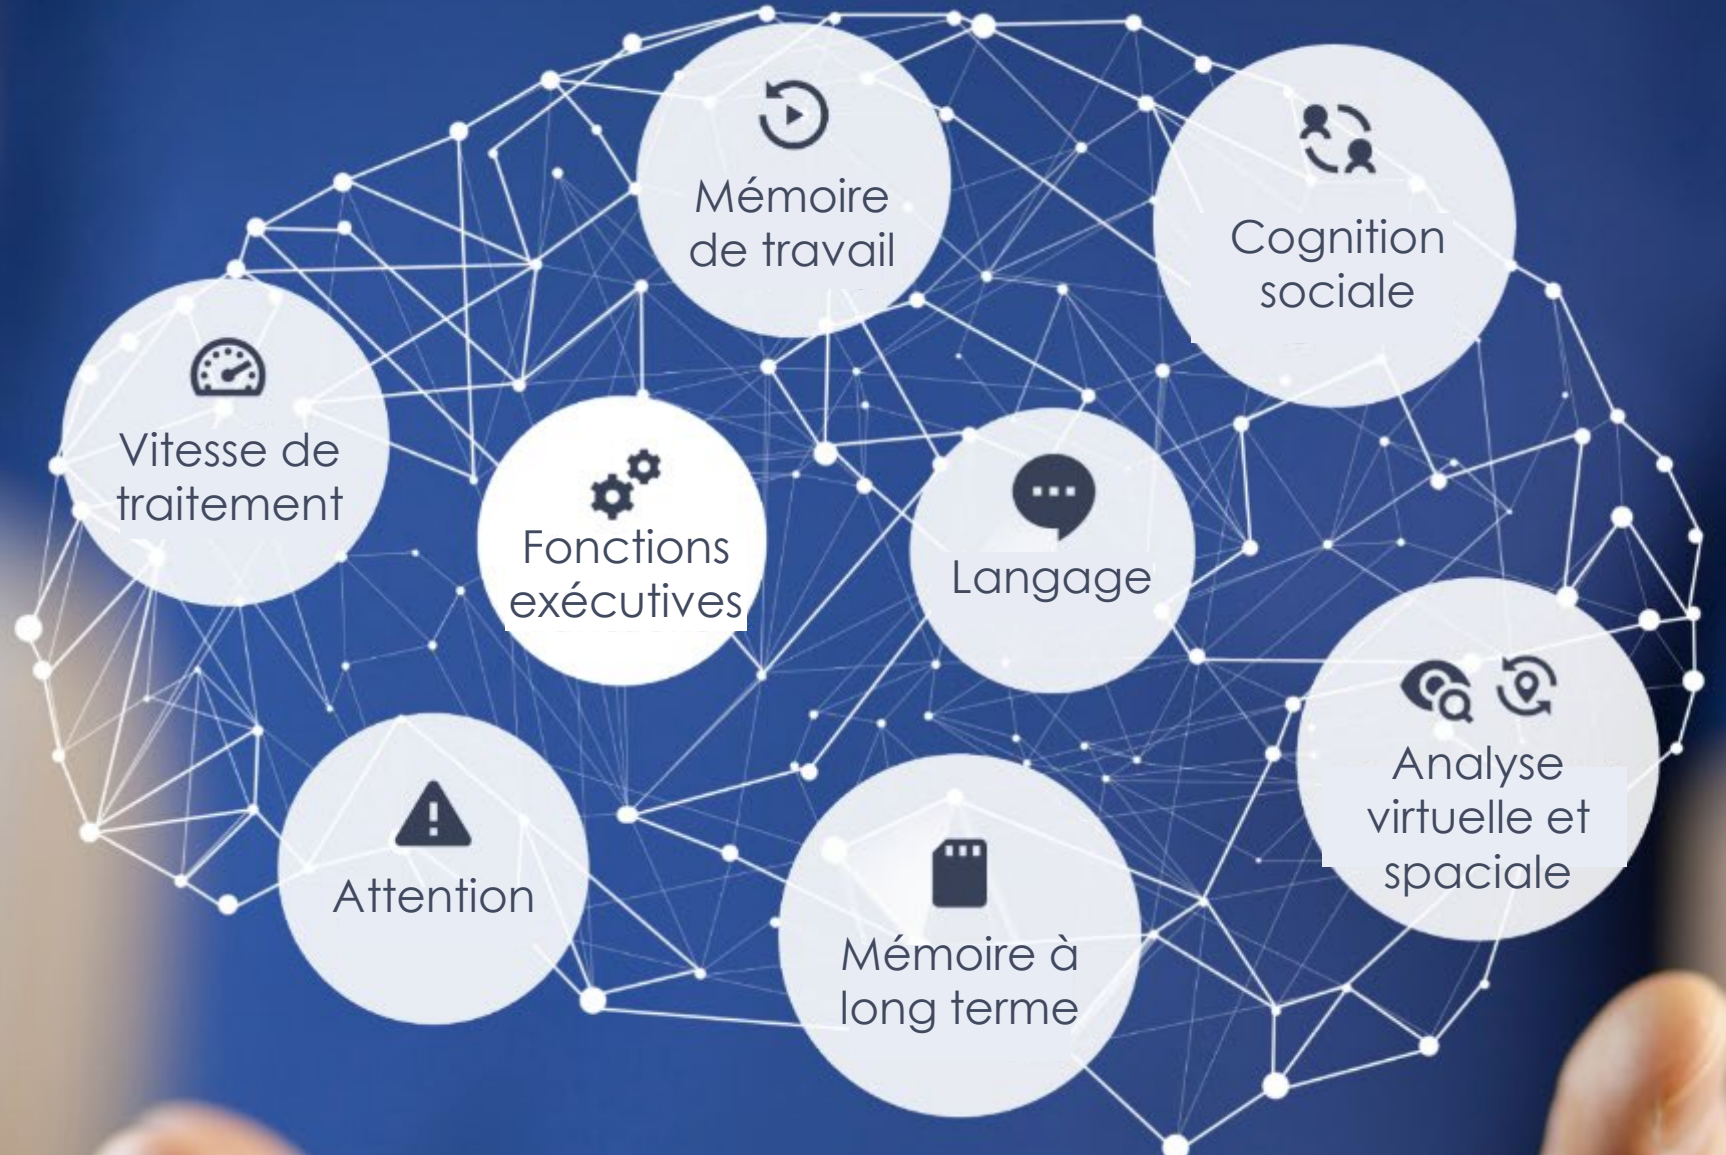 Mémoire
de travail
Cognition
sociale
Vitesse de
traitement
Fonctions
exécutives
Langage
Analyse
virtuelle et
spaciale
Attention
Mémoire à
long terme